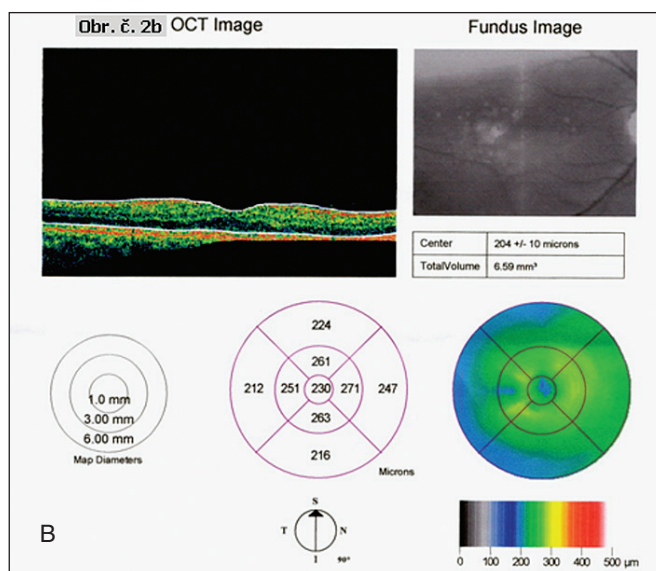 Obr. č. 2b OCT Image
Fundus Image
Center 204 +/- 10 microns
TotalVolume 6.59 mm³
1.0 mm
3.00 mm
6.00 mm
Map Diameters
224
261
212 251 230 271 247
263
216
Microns
S
T N
I 90°
0 100 200 300 400 500 µm
B